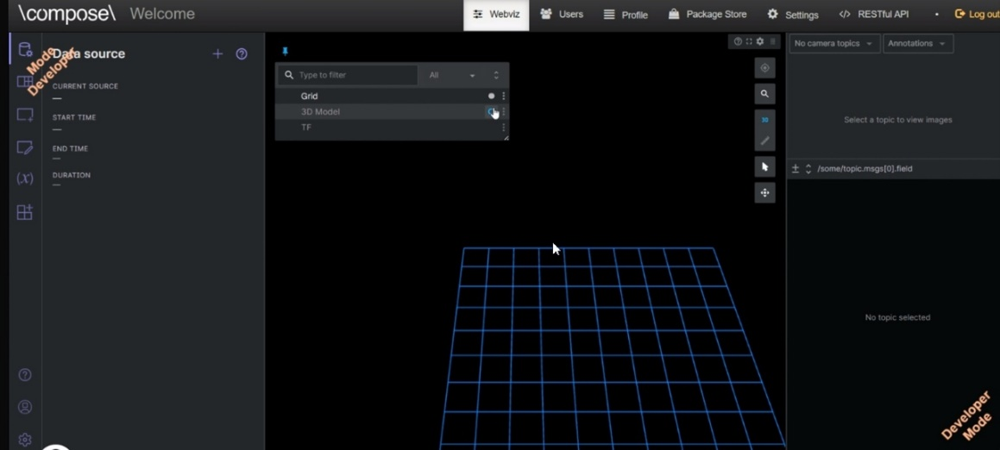 \compose\ Welcome
Webviz
Users
Profile
Package Store
Settings
</> RESTful API
Log out
Data source
Mode
Developer
CURRENT SOURCE
—
START TIME
—
END TIME
—
DURATION
—
(x)
Type to filter
All
Grid
3D Model
TF
3D
No camera topics
Annotations
Select a topic to view images
/some/topic.msgs[0].field
No topic selected
Developer
Mode